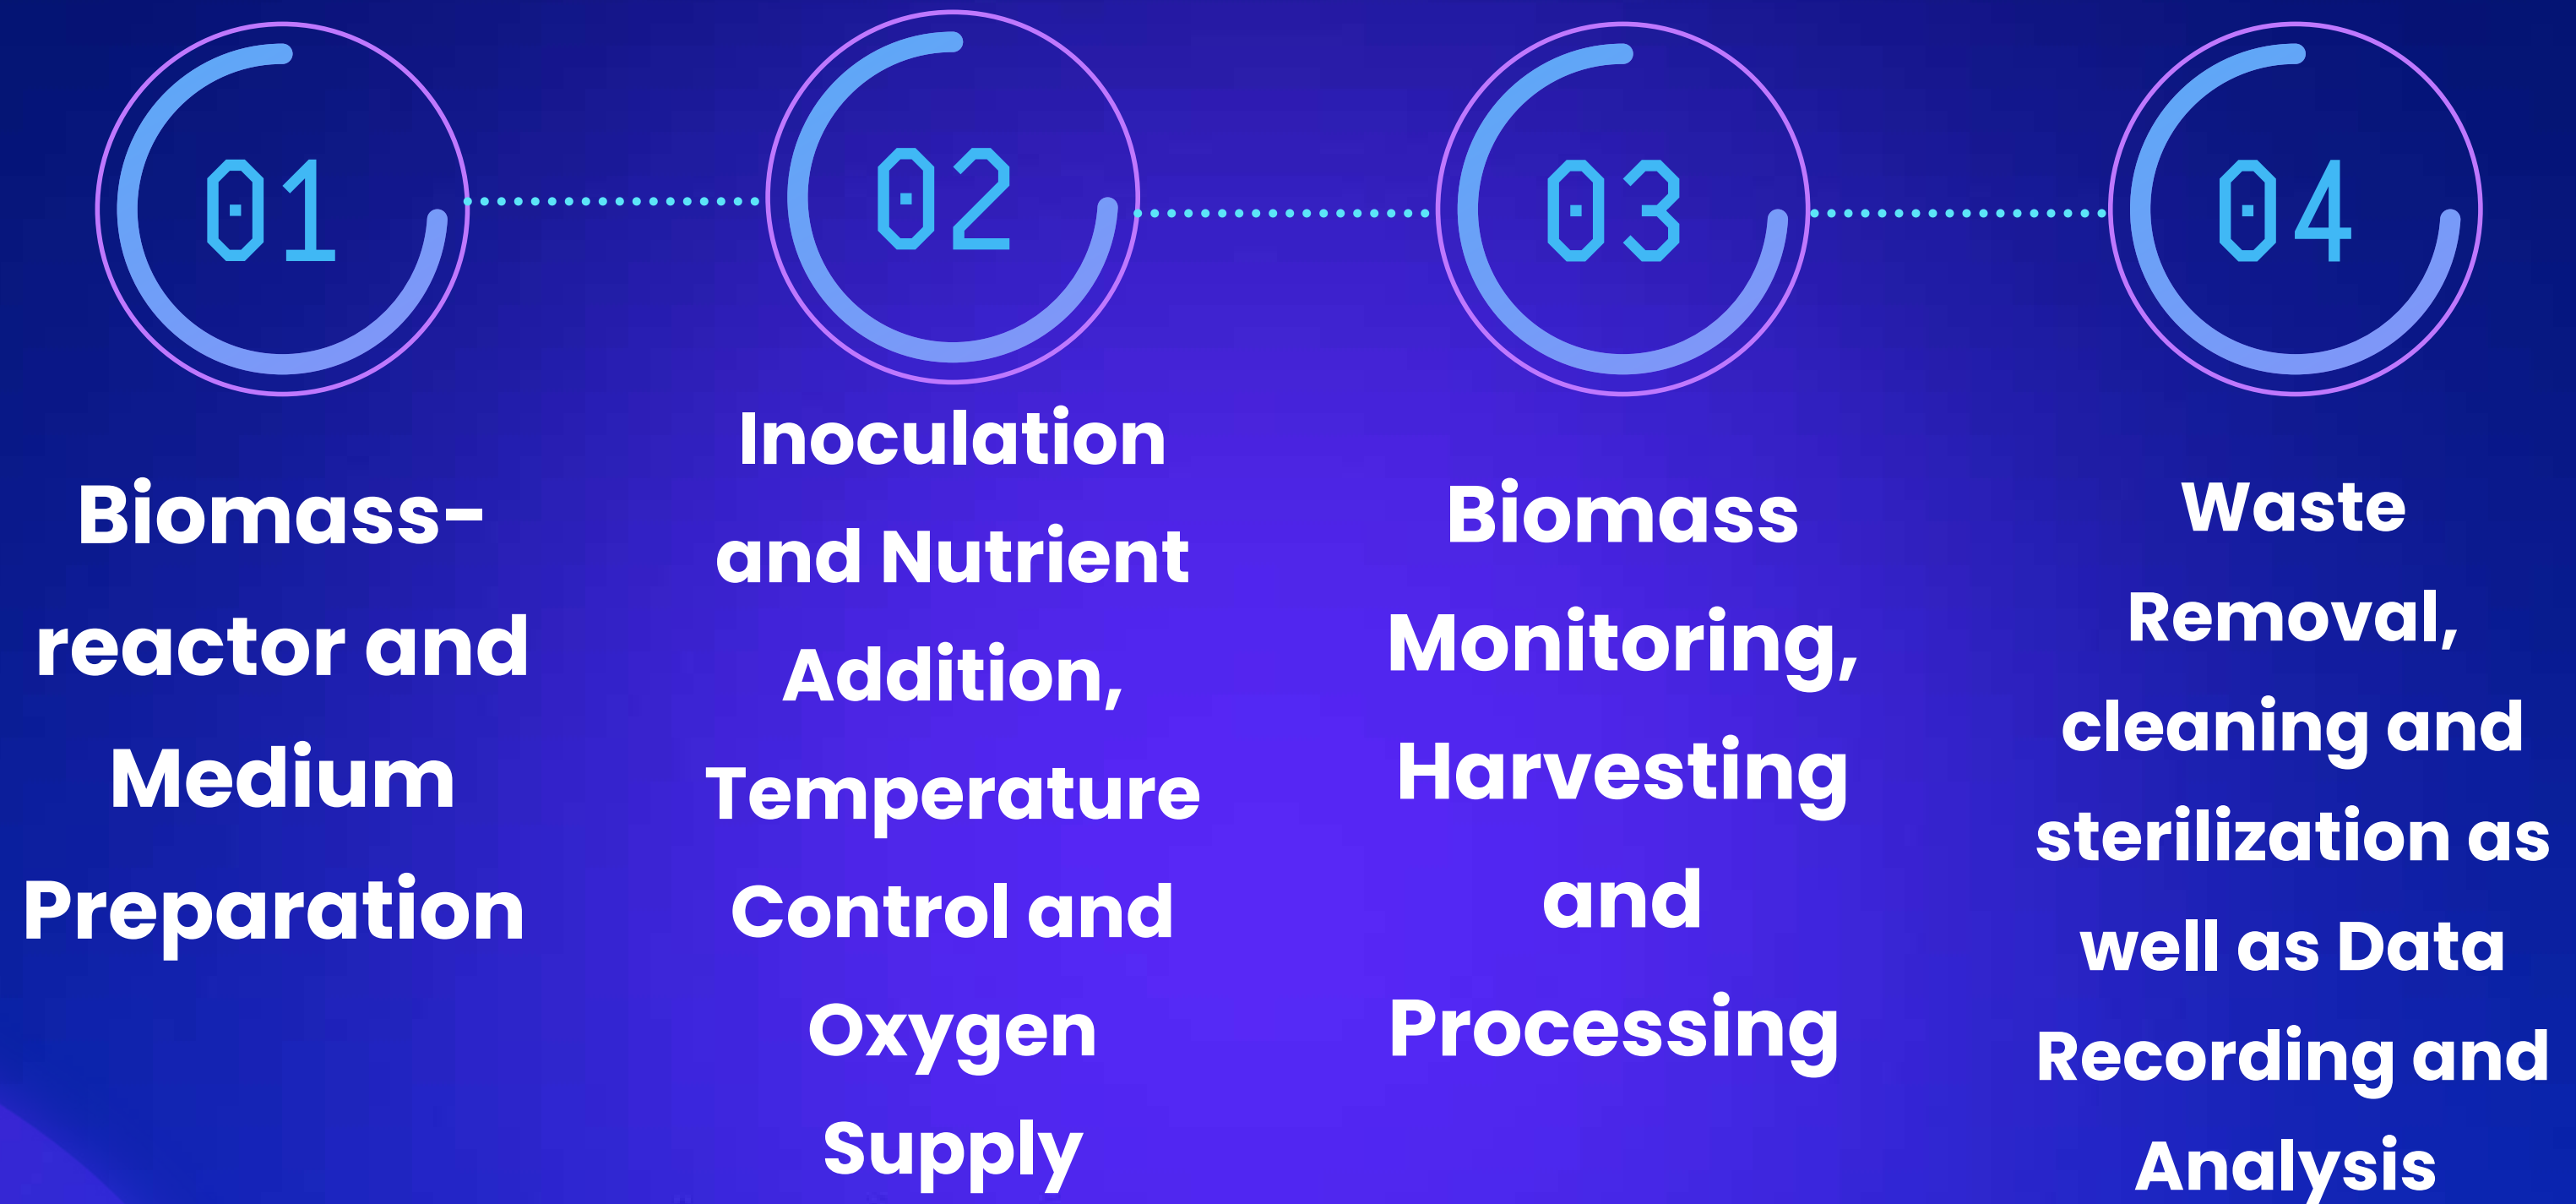 01
02
03
04
Biomass-
reactor and
Medium
Preparation
Inoculation
and Nutrient
Addition,
Temperature
Control and
Oxygen
Supply
Biomass
Monitoring,
Harvesting
and
Processing
Waste
Removal,
cleaning and
sterilization as
well as Data
Recording and
Analysis